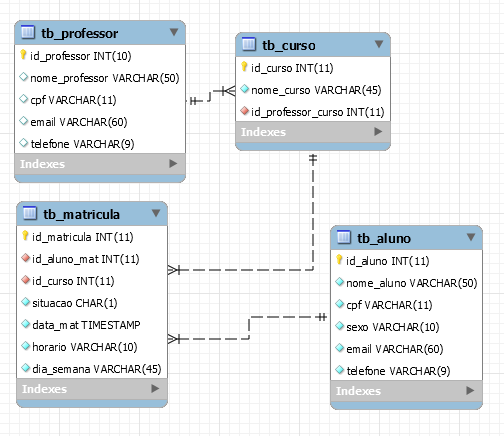 tb_professor
id_professor INT(10)
nome_professor VARCHAR(50)
cpf VARCHAR(11)
email VARCHAR(60)
telefone VARCHAR(9)
Indexes
tb_curso
id_curso INT(11)
nome_curso VARCHAR(45)
id_professor_curso INT(11)
Indexes
tb_matricula
id_matricula INT(11)
id_aluno_mat INT(11)
id_curso INT(11)
situacao CHAR(1)
data_mat TIMESTAMP
horario VARCHAR(10)
dia_semana VARCHAR(45)
Indexes
tb_aluno
id_aluno INT(11)
nome_aluno VARCHAR(50)
cpf VARCHAR(11)
sexo VARCHAR(10)
email VARCHAR(60)
telefone VARCHAR(9)
Indexes